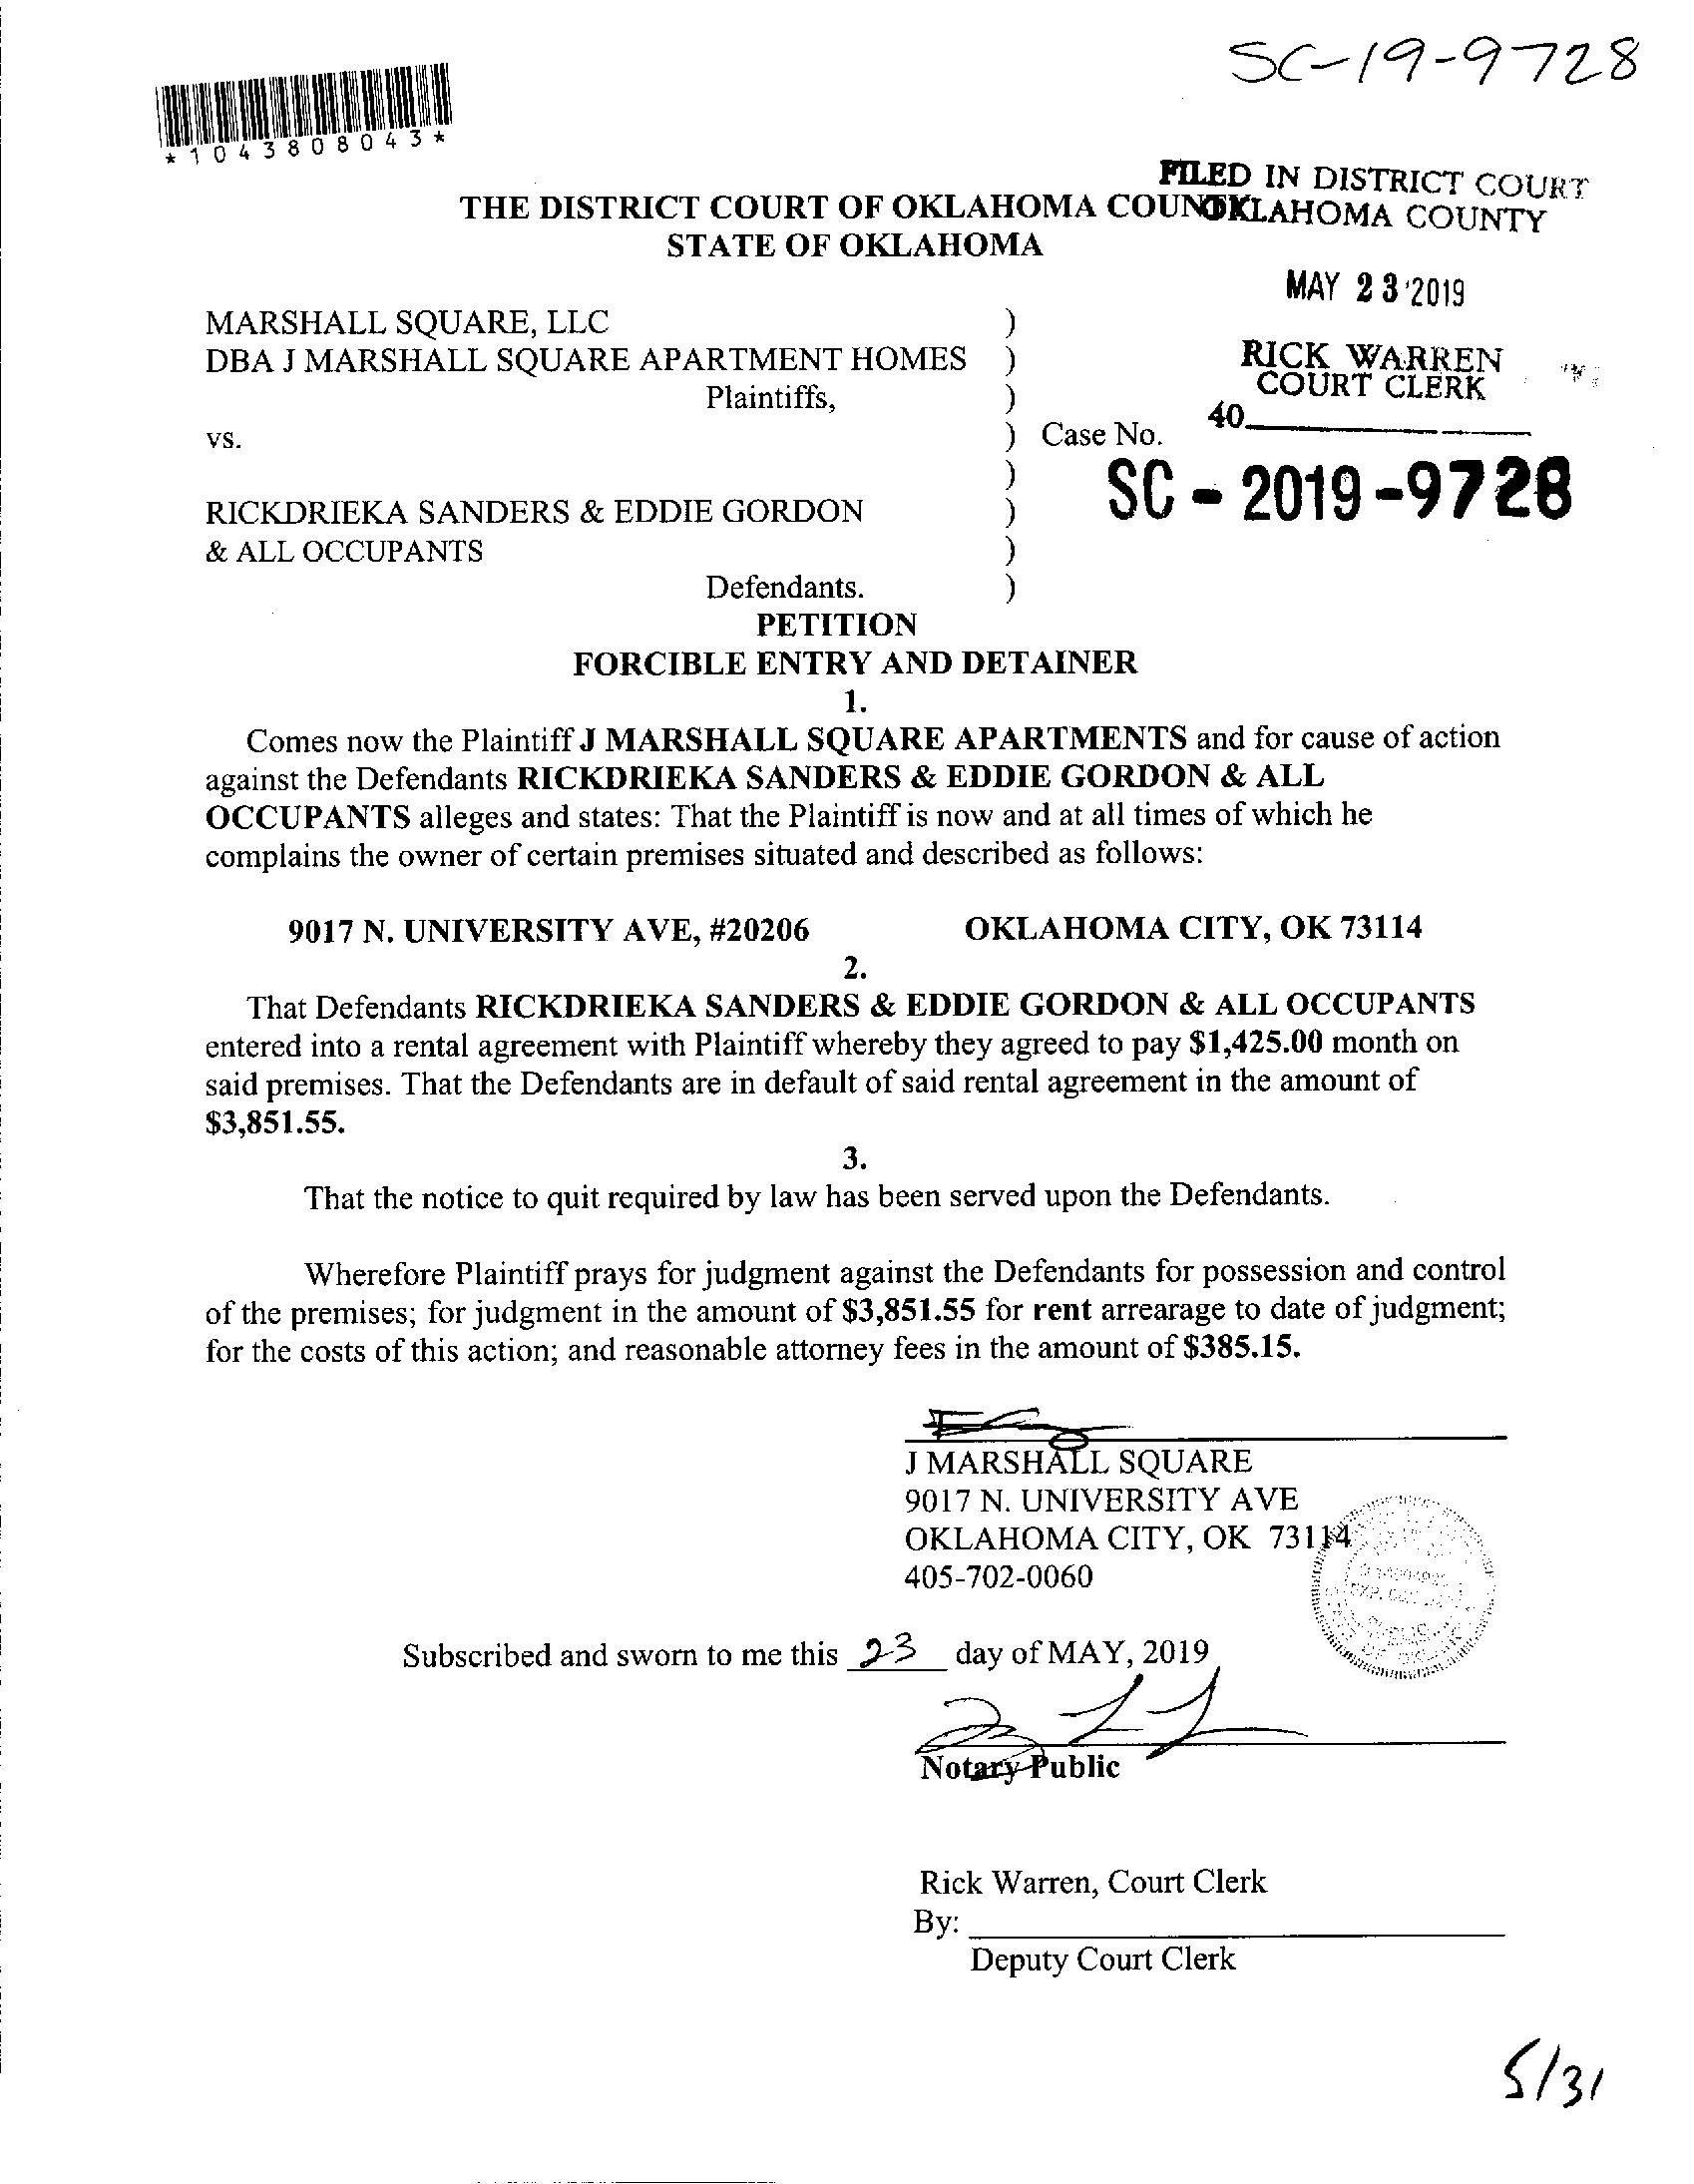 SC-19-9728
*1043808043*
FILED IN DISTRICT COURT
OKLAHOMA COUNTY
THE DISTRICT COURT OF OKLAHOMA COUNTY
STATE OF OKLAHOMA
MAY 23 2019
MARSHALL SQUARE, LLC )
DBA J MARSHALL SQUARE APARTMENT HOMES )
RICK WARREN
COURT CLERK
Plaintiffs, )
40
vs. ) Case No.
)
SC - 2019 - 9728
RICKDRIEKA SANDERS & EDDIE GORDON )
& ALL OCCUPANTS )
Defendants. )
PETITION
FORCIBLE ENTRY AND DETAINER
1.
Comes now the Plaintiff J MARSHALL SQUARE APARTMENTS and for cause of action
against the Defendants RICKDRIEKA SANDERS & EDDIE GORDON & ALL
OCCUPANTS alleges and states: That the Plaintiff is now and at all times of which he
complains the owner of certain premises situated and described as follows:
9017 N. UNIVERSITY AVE, #20206 OKLAHOMA CITY, OK 73114
2.
That Defendants RICKDRIEKA SANDERS & EDDIE GORDON & ALL OCCUPANTS
entered into a rental agreement with Plaintiff whereby they agreed to pay $1,425.00 month on
said premises. That the Defendants are in default of said rental agreement in the amount of
$3,851.55.
3.
That the notice to quit required by law has been served upon the Defendants.
Wherefore Plaintiff prays for judgment against the Defendants for possession and control
of the premises; for judgment in the amount of $3,851.55 for rent arrearage to date of judgment;
for the costs of this action; and reasonable attorney fees in the amount of $385.15.
J MARSHALL SQUARE
9017 N. UNIVERSITY AVE
OKLAHOMA CITY, OK 73114
405-702-0060
Subscribed and sworn to me this 23 day of MAY, 2019
Notary Public
Rick Warren, Court Clerk
By:
Deputy Court Clerk
5/31